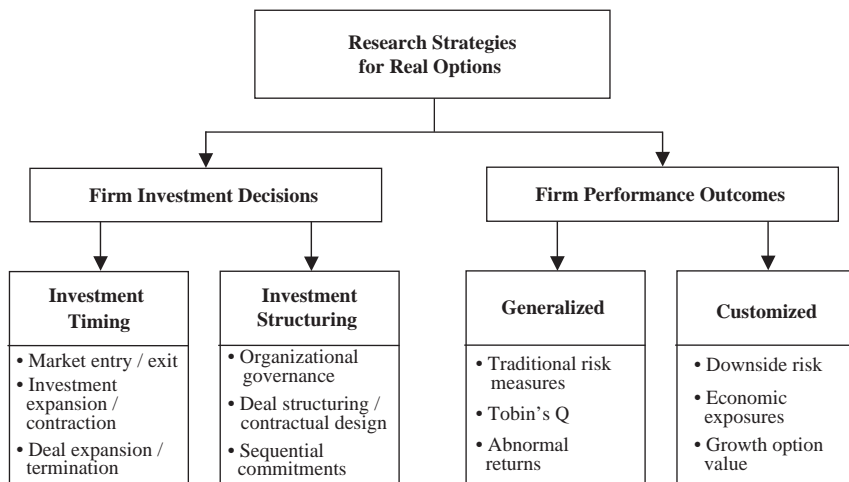 Research Strategies
for Real Options
Firm Investment Decisions
Firm Performance Outcomes
Investment
Timing
• Market entry / exit
• Investment
expansion /
contraction
• Deal expansion /
termination
Investment
Structuring
• Organizational
governance
• Deal structuring /
contractual design
• Sequential
commitments
Generalized
• Traditional risk
measures
• Tobin's Q
• Abnormal
returns
Customized
• Downside risk
• Economic
exposures
• Growth option
value